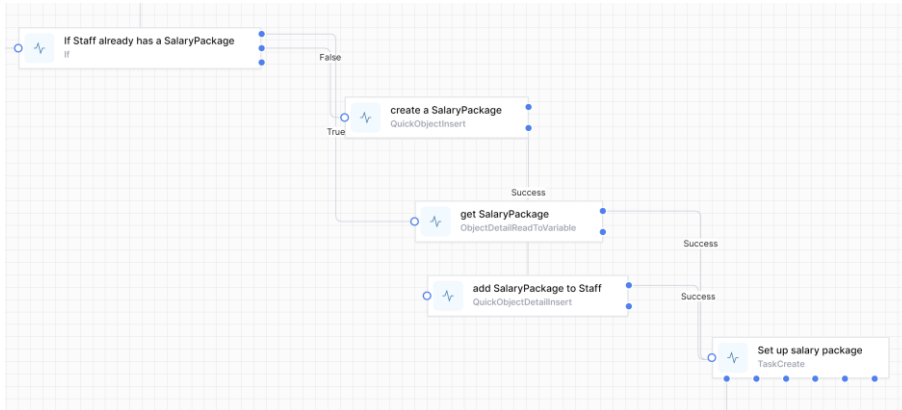 If Staff already has a SalaryPackage
If
False
create a SalaryPackage
QuickObjectInsert
True
Success
get SalaryPackage
ObjectDetailReadToVariable
Success
add SalaryPackage to Staff
QuickObjectDetailInsert
Success
Set up salary package
TaskCreate